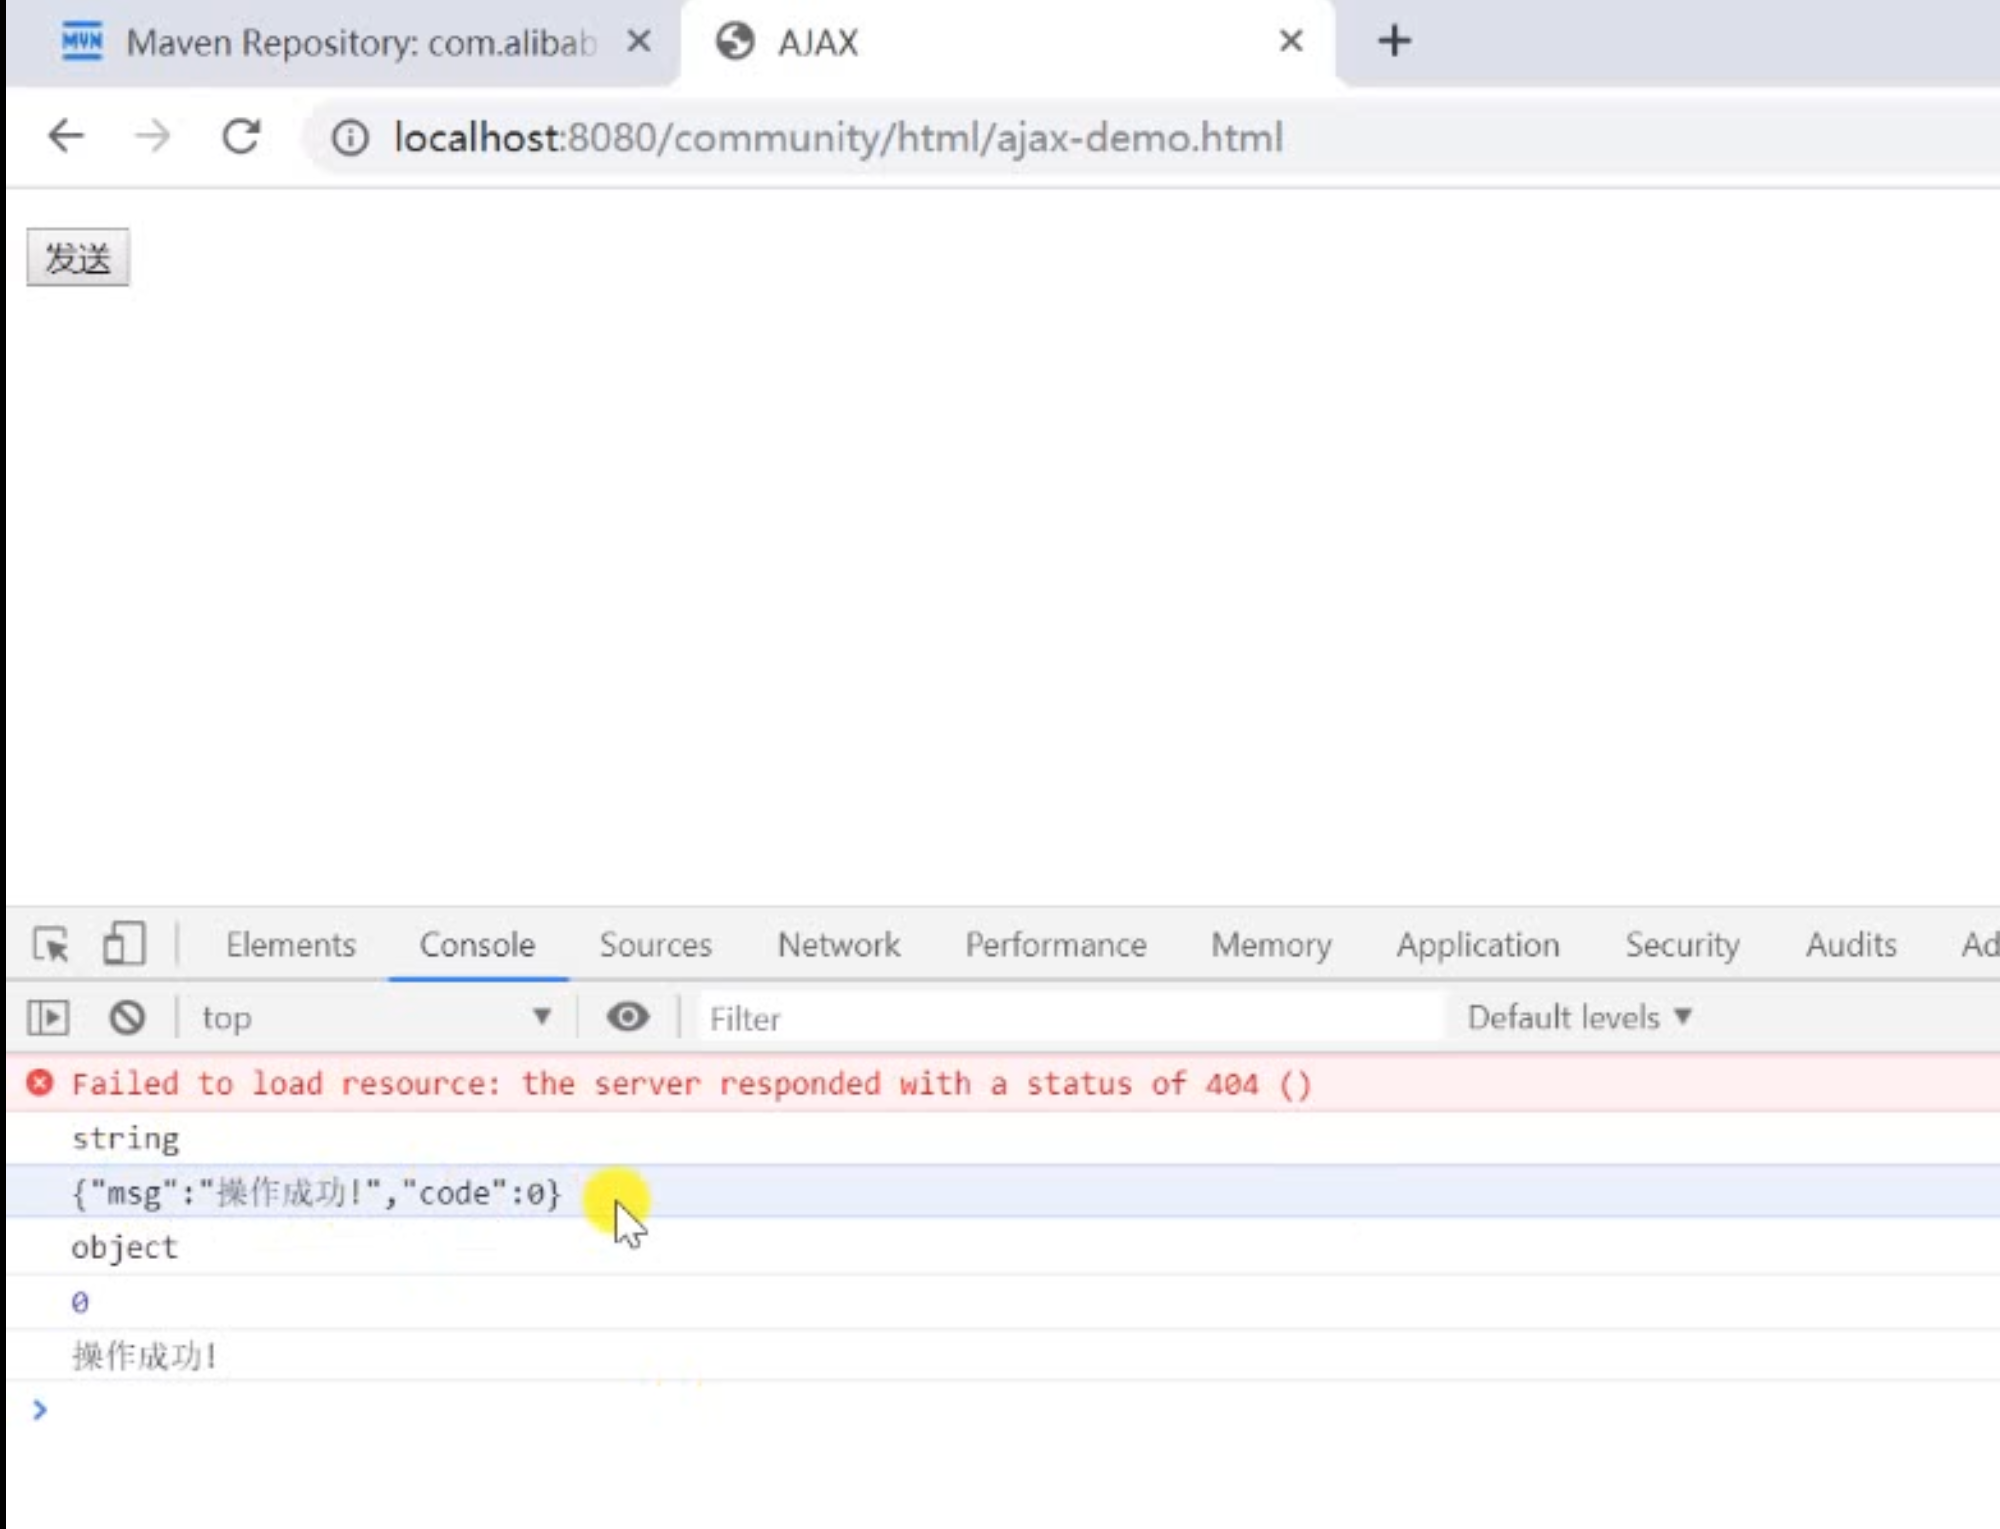 MVN Maven Repository: com.alibab
AJAX
localhost:8080/community/html/ajax-demo.html
发送
Elements Console Sources Network Performance Memory Application Security Audits Ad
top Filter Default levels
Failed to load resource: the server responded with a status of 404 ()
string
{"msg":"操作成功!","code":0}
object
0
操作成功!